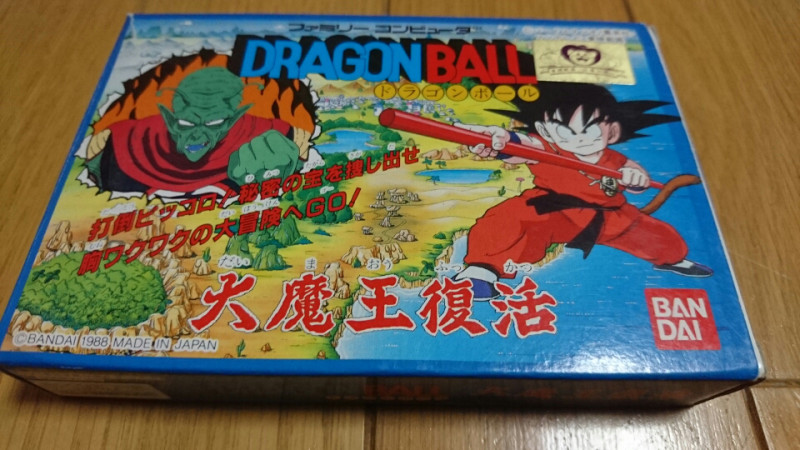 ファミリーコンピュータ
DRAGON BALL
ドラゴンボール
打倒ピッコロと秘密の宝を捜し出せ
胸ワクワクの大冒険へGO!
だい ま おう ふっ かつ
大魔王復活
BAN
DAI
©BANDAI 1988 MADE IN JAPAN
BALL